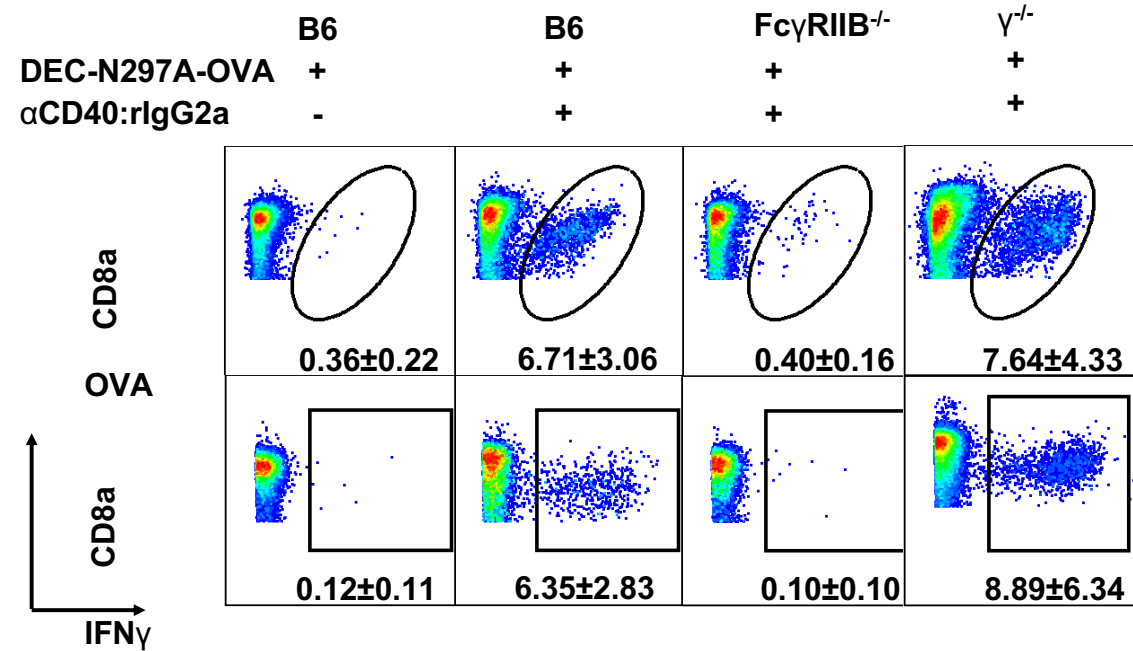 B6 B6 FcγRIIB-/- γ-/-
DEC-N297A-OVA + + + +
αCD40:rIgG2a - + + +
CD8a
0.36±0.22 6.71±3.06 0.40±0.16 7.64±4.33
OVA
CD8a
0.12±0.11 6.35±2.83 0.10±0.10 8.89±6.34
IFNγ